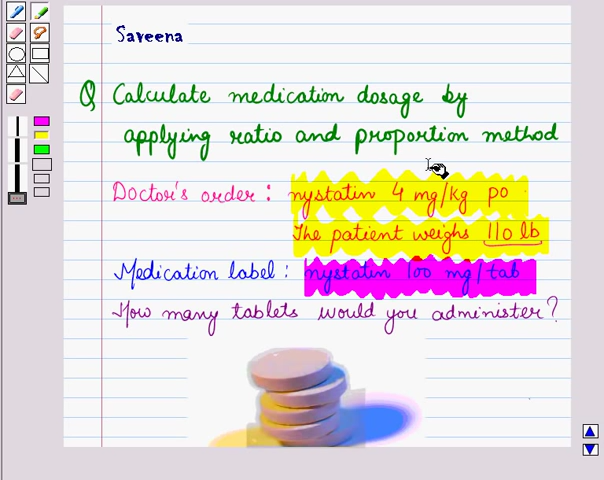 Saveena
Q Calculate medication dosage by
applying ratio and proportion method
Doctor's order : nystatin 4 mg/kg po
The patient weighs 110 lb
Medication label : nystatin 100 mg/tab
How many tablets would you administer?